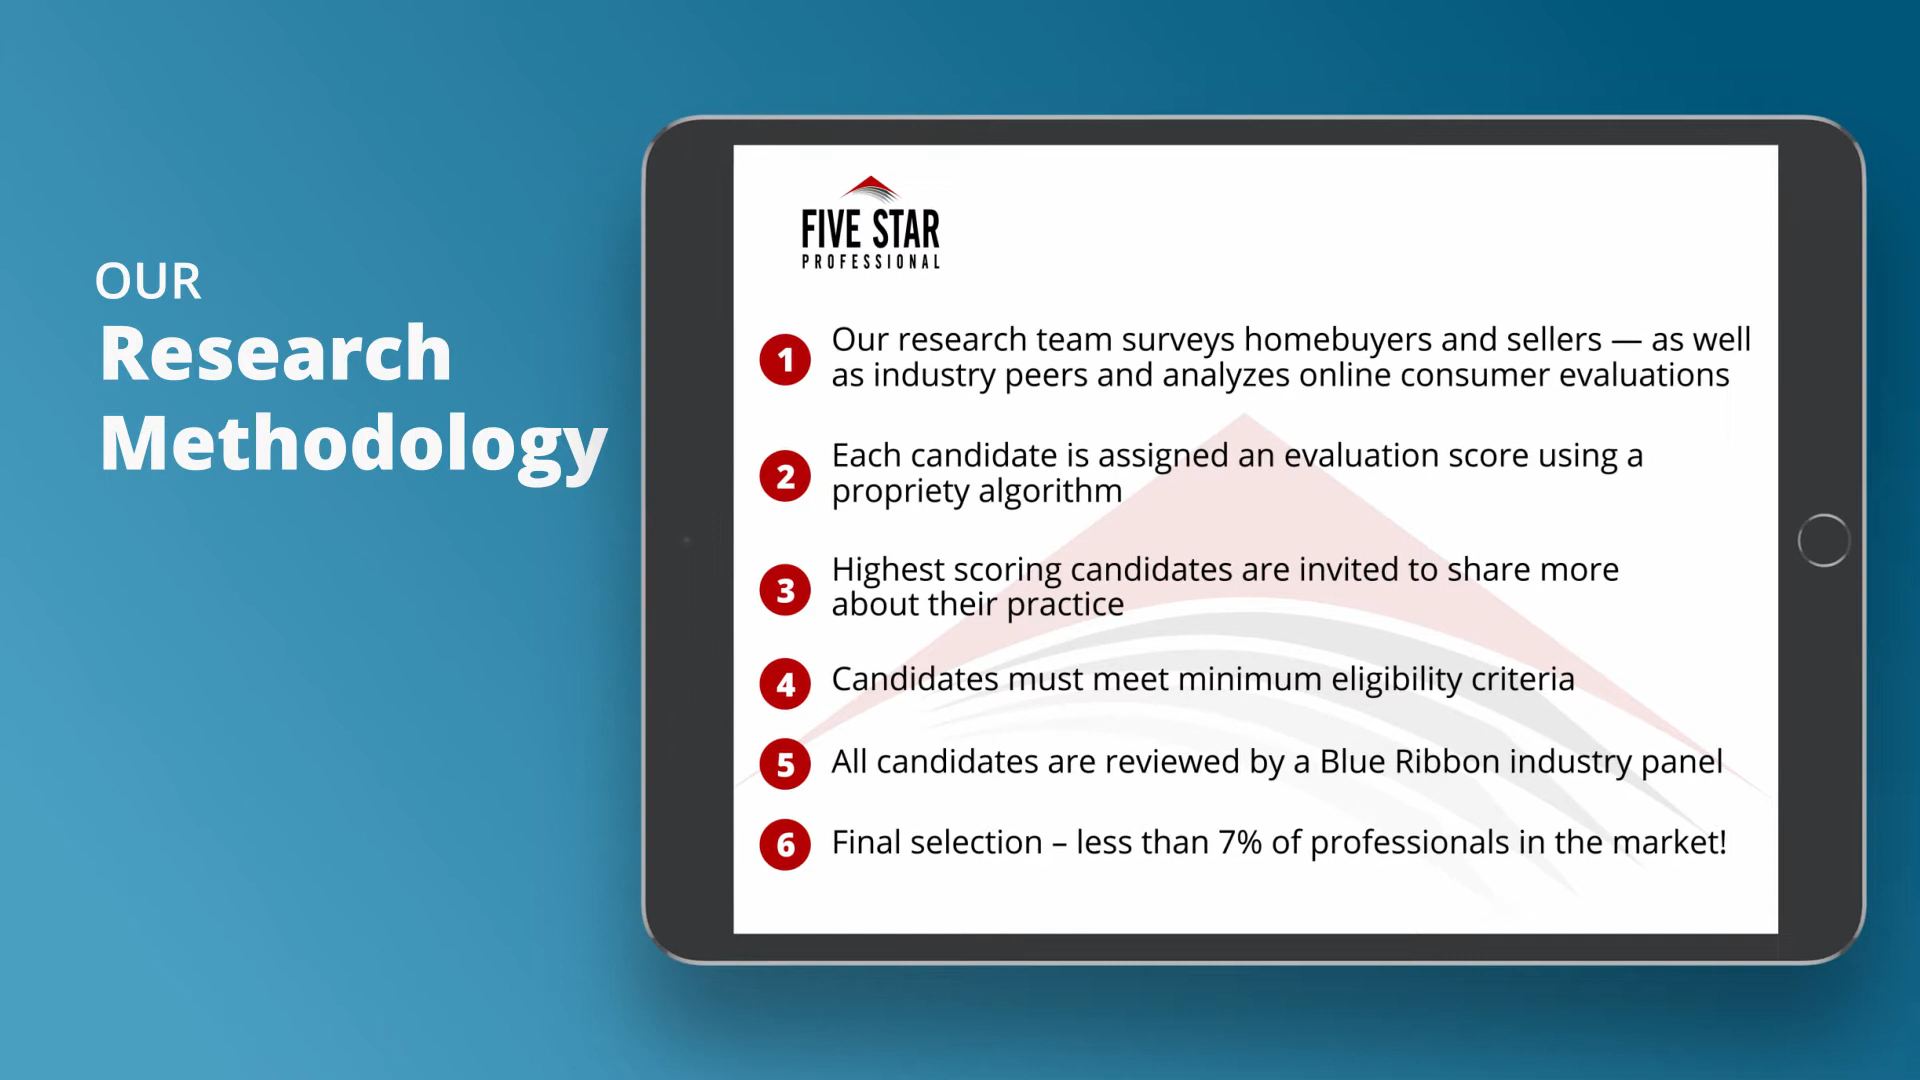 OUR
Research
Methodology
FIVE STAR
PROFESSIONAL
1 Our research team surveys homebuyers and sellers — as well
as industry peers and analyzes online consumer evaluations
2 Each candidate is assigned an evaluation score using a
propriety algorithm
3 Highest scoring candidates are invited to share more
about their practice
4 Candidates must meet minimum eligibility criteria
5 All candidates are reviewed by a Blue Ribbon industry panel
6 Final selection – less than 7% of professionals in the market!